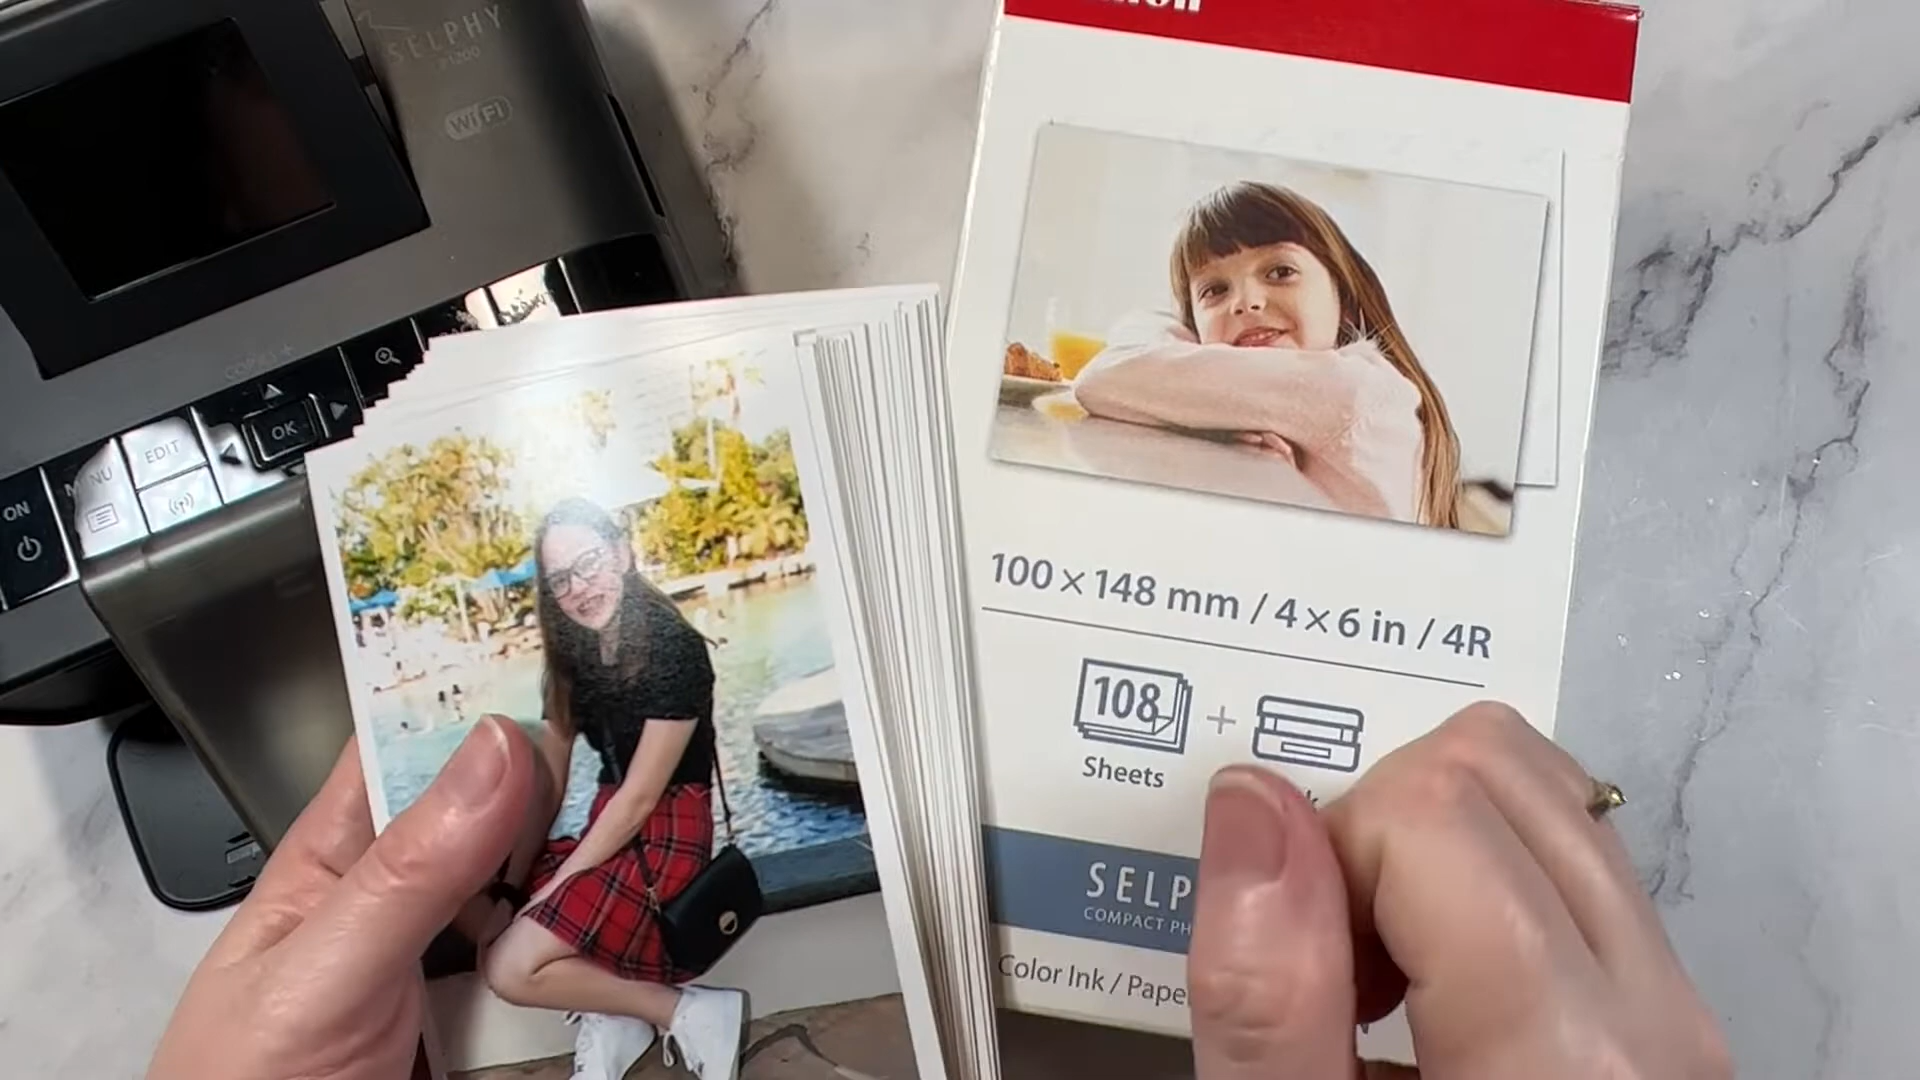 SELPHY
WiFi
OK
EDIT
ON
100 × 148 mm / 4 × 6 in / 4R
108
+
Sheets
SELP
COMPACT PH
Color Ink / Pape